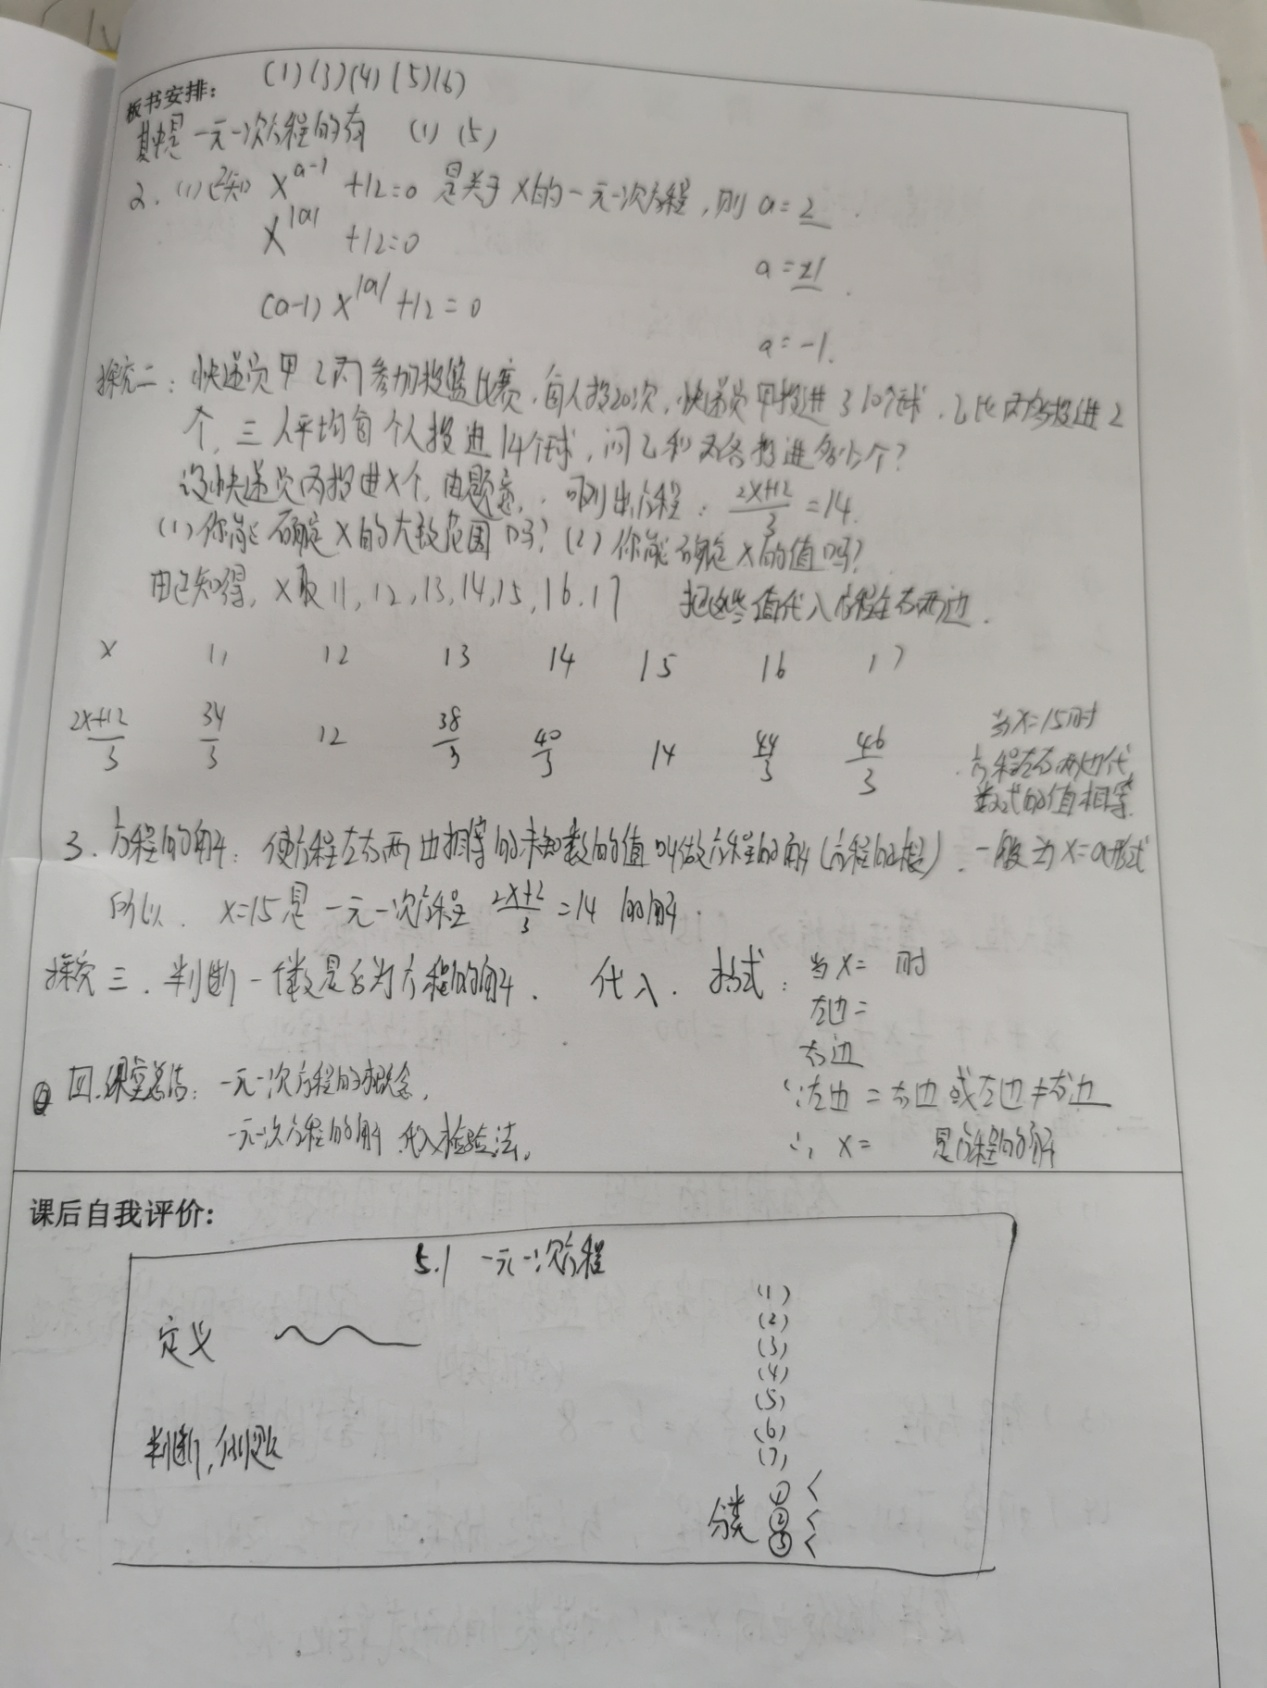 (1)(3)(4)(5)(6)
板书安排:
其中是一元一次方程的有 (1) (5)
2. (1) 已知 x^{a-1} +12=0 是关于x的一元一次方程,则 a=2.
x^{|a|} +12=0
a=±1.
(a-1) x^{|a|} +12=0
a=-1.
探究二: 快递员甲乙丙参加投篮比赛,每人投20次,快递员甲投进了10个球,乙比丙多投进2
个,三人平均每个人投进14个球,问乙和丙各投进多少个?
设快递员丙投进x个,由题意,可列出方程: \frac{2x+12}{3}=14.
(1)你能确定x的大致范围吗? (2)你能确定x的值吗?
由已知得,x取11,12,13,14,15,16,17 把这些值代入方程左右两边.
x 11 12 13 14 15 16 17
\frac{2x+12}{3} \frac{34}{3} 12 \frac{38}{3} \frac{40}{3} 14 \frac{44}{3} \frac{46}{3}
当x=15时
方程左右两边代
数式的值相等.
3. 方程的解: 使方程左右两边相等的未知数的值叫做方程的解(方程的根). 一般为x=a形式
所以. x=15是一元一次方程 \frac{2x+2}{3}=14 的解.
探究三. 判断一个数是否为方程的解. 代入. 格式: 当x= 时
左边=
右边
四.课堂总结: 一元一次方程的概念,
∵左边=右边或左边≠右边
一元一次方程的解 代入检验法.
∴ x= 是方程的解
课后自我评价:
5.1 一元一次方程
定义
判断,例题
(1)
(2)
(3)
(4)
(5)
(6)
(7)
分类 ① <
② <
③ <